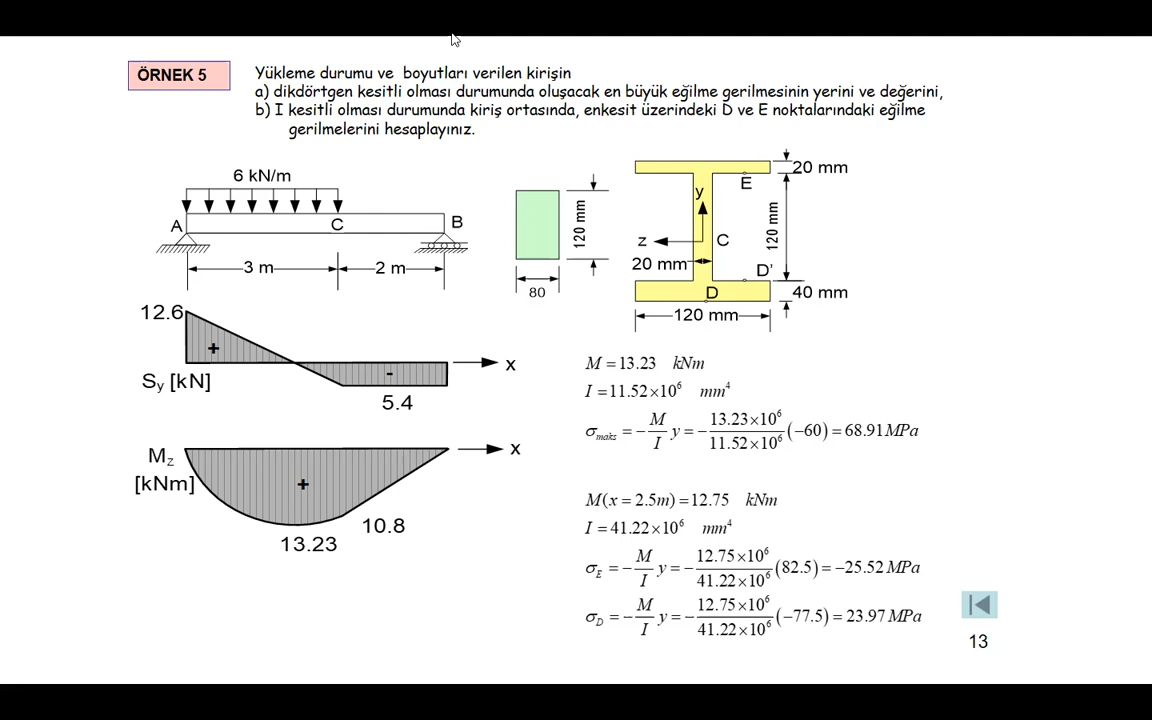 ÖRNEK 5
Yükleme durumu ve boyutları verilen kirişin
a) dikdörtgen kesitli olması durumunda oluşacak en büyük eğilme gerilmesinin yerini ve değerini,
b) I kesitli olması durumunda kiriş ortasında, enkesit üzerindeki D ve E noktalarındaki eğilme
gerilmelerini hesaplayınız.
6 kN/m
A
C
B
3 m
2 m
120 mm
80
20 mm
E
y
z
C
120 mm
20 mm
D'
D
40 mm
120 mm
12.6
+
-
x
S_y [kN]
5.4
M_z
[kNm]
x
+
10.8
13.23
M = 13.23 kNm
I = 11.52×10⁶ mm⁴
σ_maks = −M/I y = −13.23×10⁶/11.52×10⁶ (−60) = 68.91 MPa
M(x = 2.5m) = 12.75 kNm
I = 41.22×10⁶ mm⁴
σ_E = −M/I y = −12.75×10⁶/41.22×10⁶ (82.5) = −25.52 MPa
σ_D = −M/I y = −12.75×10⁶/41.22×10⁶ (−77.5) = 23.97 MPa
13